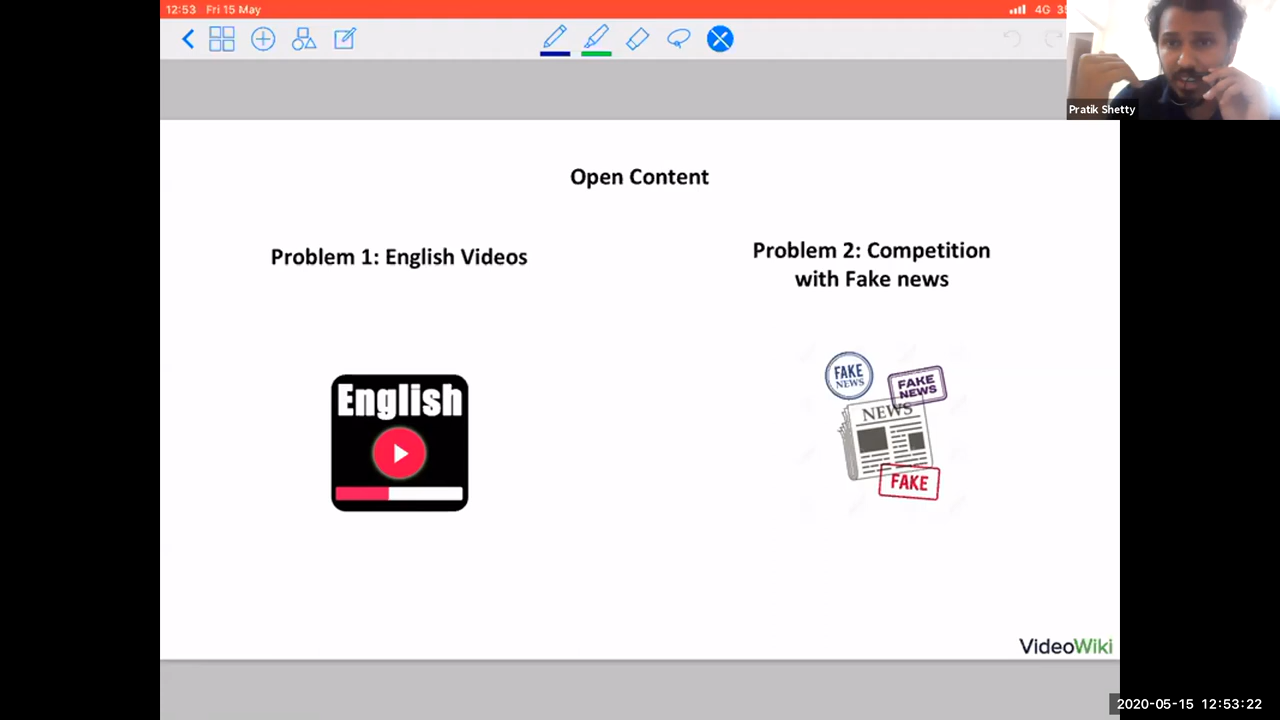 12:53 Fri 15 May
4G 35
Pratik Shetty
Open Content
Problem 1: English Videos
Problem 2: Competition
with Fake news
English
FAKE
NEWS
FAKE
NEWS
NEWS
FAKE
VideoWiki
2020-05-15 12:53:22